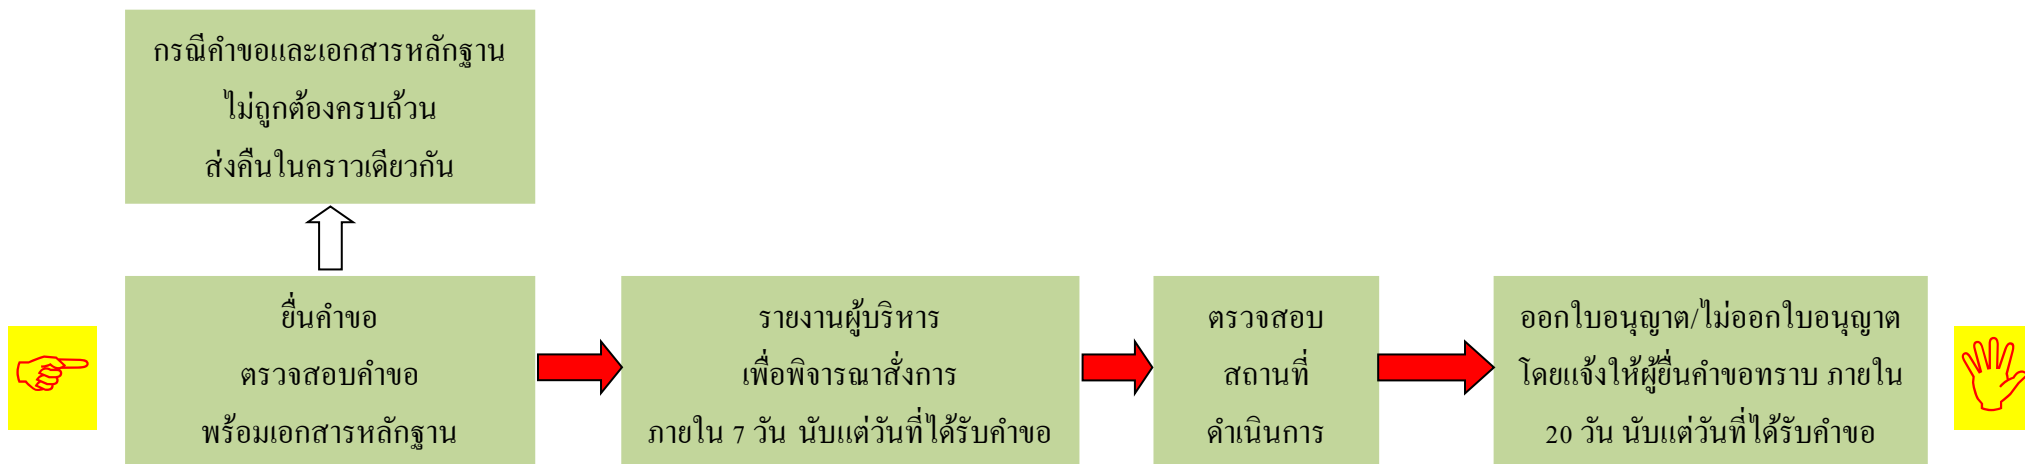 กรณีคำขอและเอกสารหลักฐาน
ไม่ถูกต้องครบถ้วน
ส่งคืนในคราวเดียวกัน
ยื่นคำขอ
ตรวจสอบคำขอ
พร้อมเอกสารหลักฐาน
รายงานผู้บริหาร
เพื่อพิจารณาสั่งการ
ภายใน 7 วัน นับแต่วันที่ได้รับคำขอ
ตรวจสอบ
สถานที่
ดำเนินการ
ออกใบอนุญาต/ไม่ออกใบอนุญาต
โดยแจ้งให้ผู้ยื่นคำขอทราบ ภายใน
20 วัน นับแต่วันที่ได้รับคำขอ